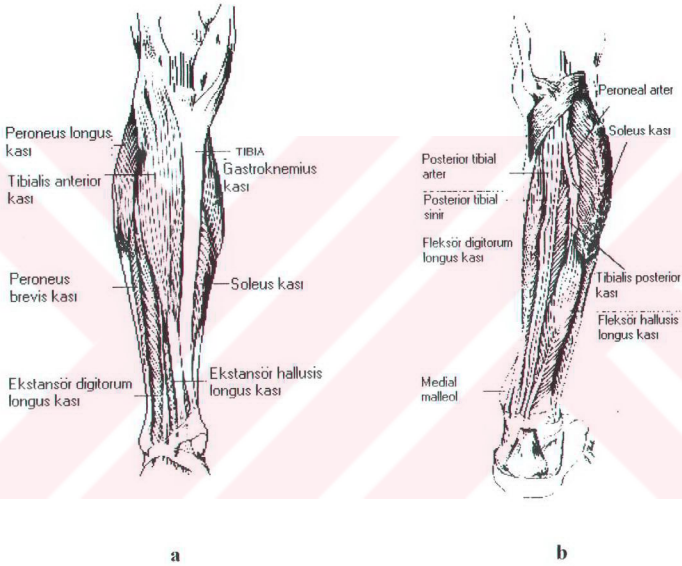 Peroneus longus
kası
Tibialis anterior
kası
Peroneus
brevis kası
Ekstansör digitorum
longus kası
TIBIA
Gastroknemius
kası
Soleus kası
Ekstansör hallusis
longus kası
a
Peroneal arter
Soleus kası
Posterior tibial
arter
Posterior tibial
sinir
Fleksör digitorum
longus kası
Tibialis posterior
kası
Fleksör hallusis
longus kası
Medial
malleol
b